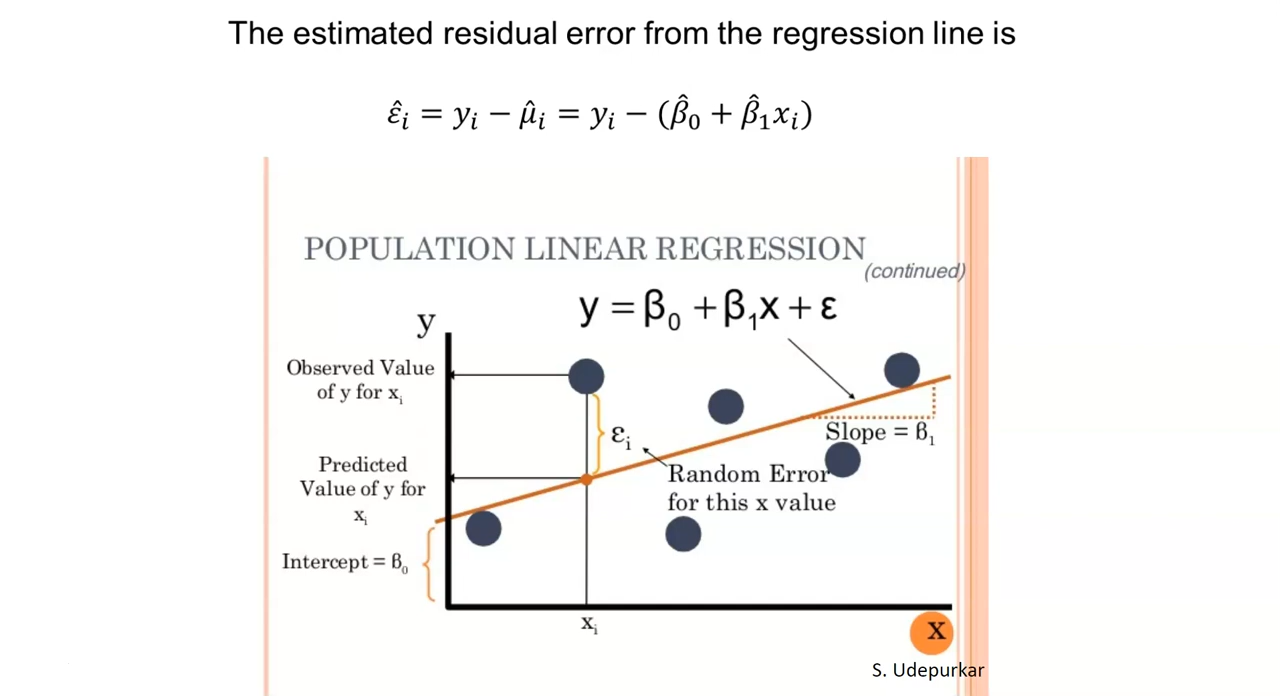 The estimated residual error from the regression line is
ε̂ᵢ = yᵢ − μ̂ᵢ = yᵢ − (β̂₀ + β̂₁xᵢ)
POPULATION LINEAR REGRESSION
(continued)
y = β₀ + β₁x + ε
y
Observed Value
of y for xᵢ
εᵢ
Slope = β₁
Predicted
Value of y for
xᵢ
Random Error
for this x value
Intercept = β₀
xᵢ
x
S. Udepurkar